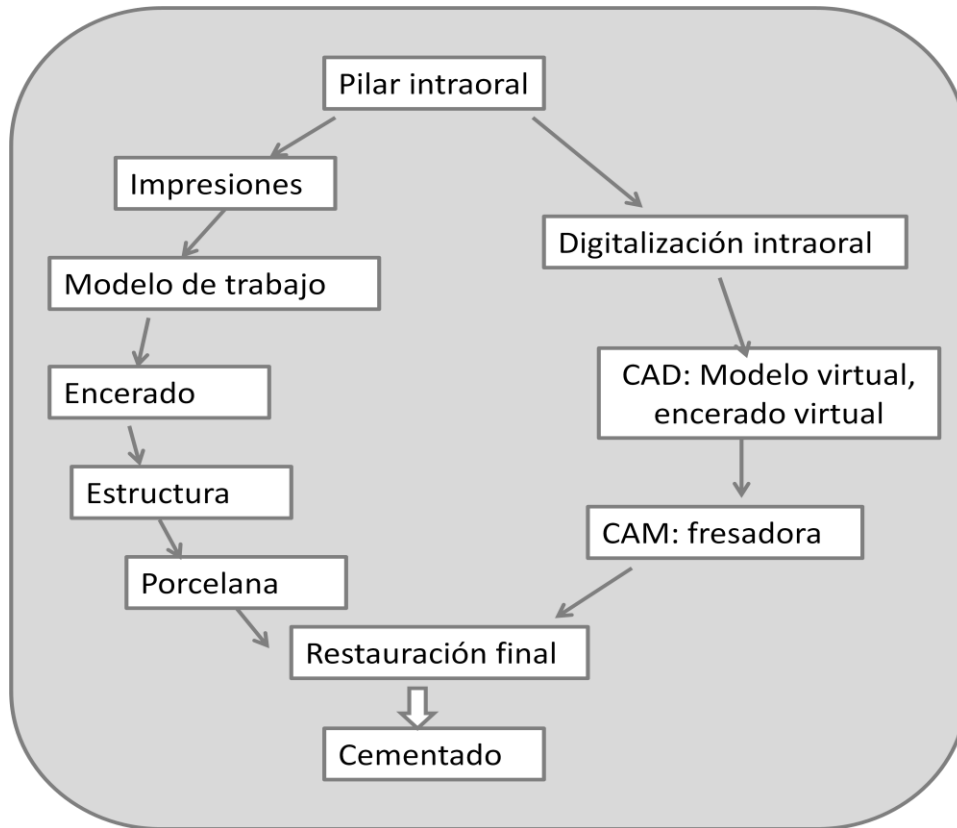 Pilar intraoral
Impresiones
Modelo de trabajo
Encerado
Estructura
Porcelana
Digitalización intraoral
CAD: Modelo virtual,
encerado virtual
CAM: fresadora
Restauración final
Cementado